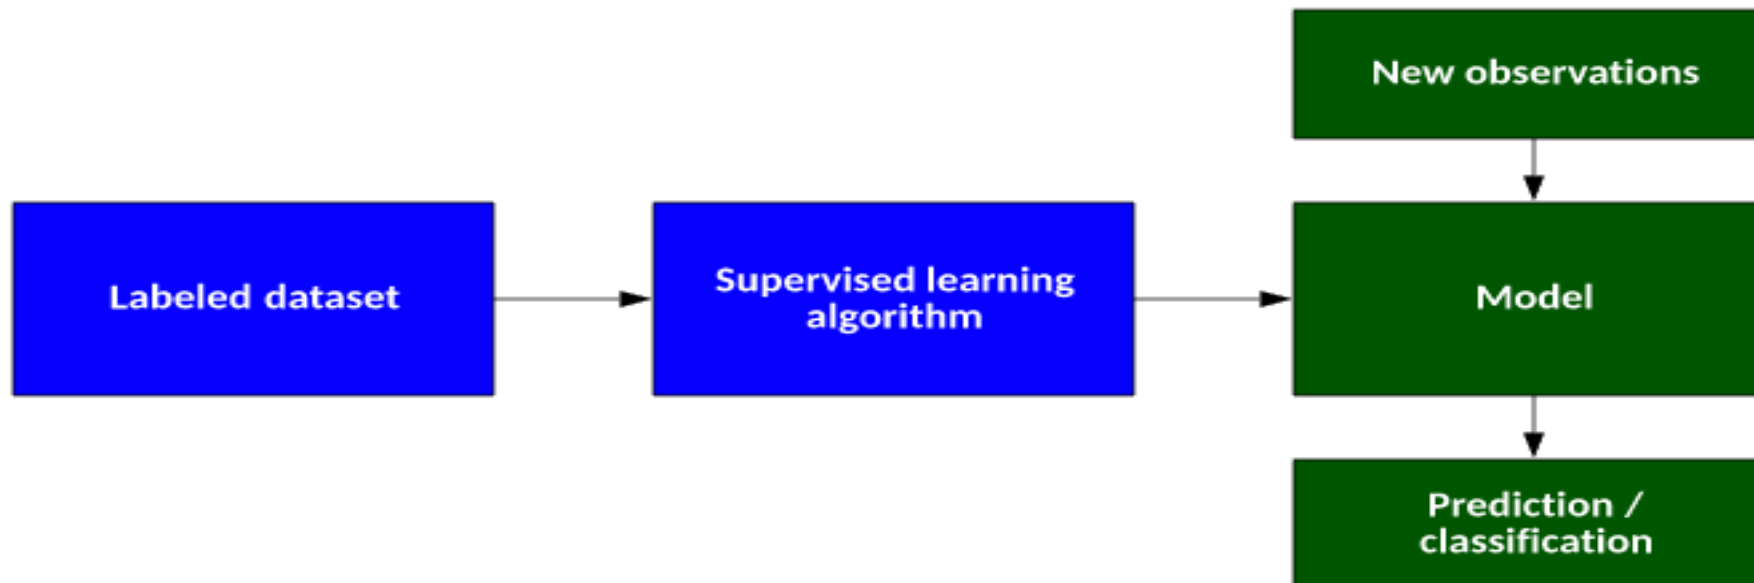 New observations
Labeled dataset
Supervised learning
algorithm
Model
Prediction /
classification